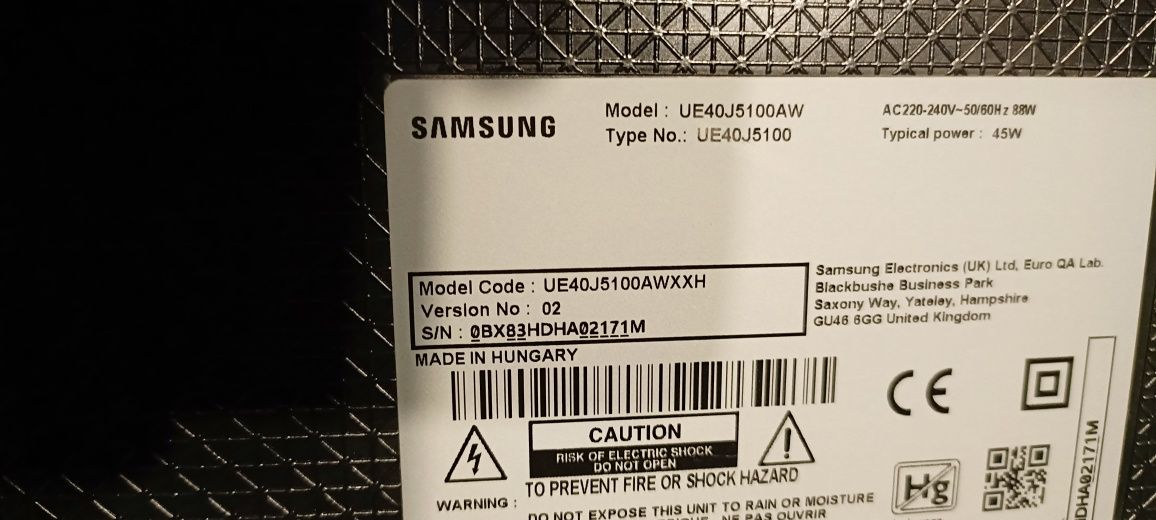 SAMSUNG
Model : UE40J5100AW
Type No.: UE40J5100
AC220-240V~50/60Hz 88W
Typical power : 45W
Model Code : UE40J5100AWXXH
Version No : 02
S/N : 0BX83HDHA02171M
Samsung Electronics (UK) Ltd, Euro QA Lab.
Blackbushe Business Park
Saxony Way, Yateley, Hampshire
GU46 6GG United Kingdom
MADE IN HUNGARY
CE
CAUTION
RISK OF ELECTRIC SHOCK
DO NOT OPEN
TO PREVENT FIRE OR SHOCK HAZARD
WARNING :
DO NOT EXPOSE THIS UNIT TO RAIN OR MOISTURE
NE PAS OUVRIR
Hg
DHA02171M